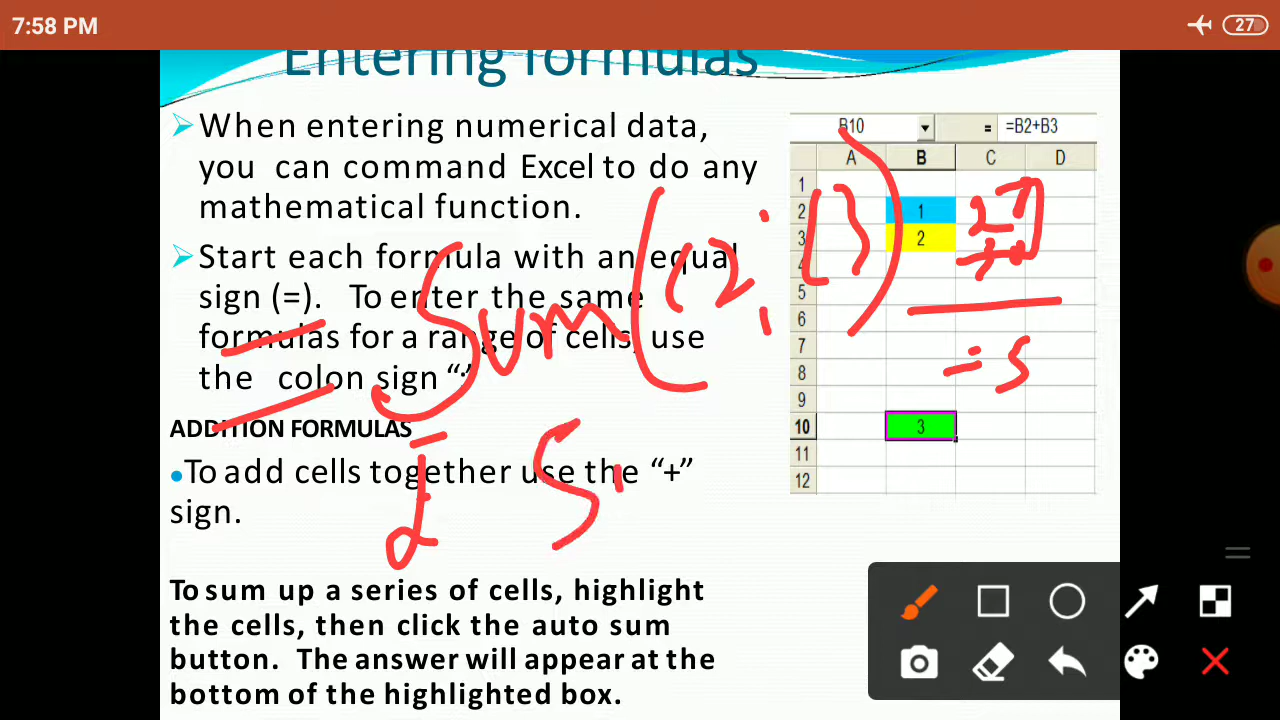 7:58 PM
27
Entering formulas
When entering numerical data,
you can command Excel to do any
mathematical function.
Start each formula with an equal
sign (=). To enter the same
formulas for a range of cells, use
the colon sign “:”
ADDITION FORMULAS
To add cells together use the “+”
sign.
To sum up a series of cells, highlight
the cells, then click the auto sum
button. The answer will appear at the
bottom of the highlighted box.
B10 = =B2+B3
A B C D
1
2 1
3 2
4
5
6
7
8
9
10 3
11
12
= Sum
= 5